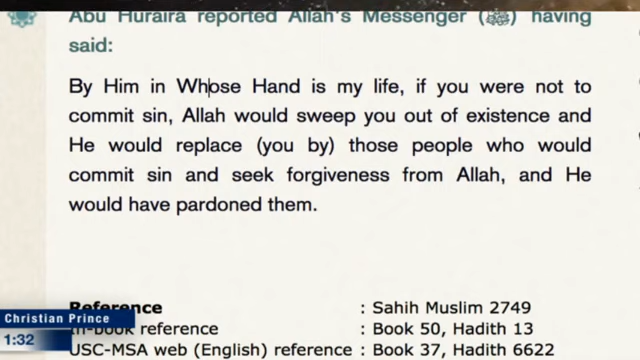 Abu Huraira reported Allah's Messenger (ﷺ) having
said:
By Him in Whose Hand is my life, if you were not to
commit sin, Allah would sweep you out of existence and
He would replace (you by) those people who would
commit sin and seek forgiveness from Allah, and He
would have pardoned them.
Reference : Sahih Muslim 2749
In-book reference : Book 50, Hadith 13
USC-MSA web (English) reference : Book 37, Hadith 6622
Christian Prince
1:32